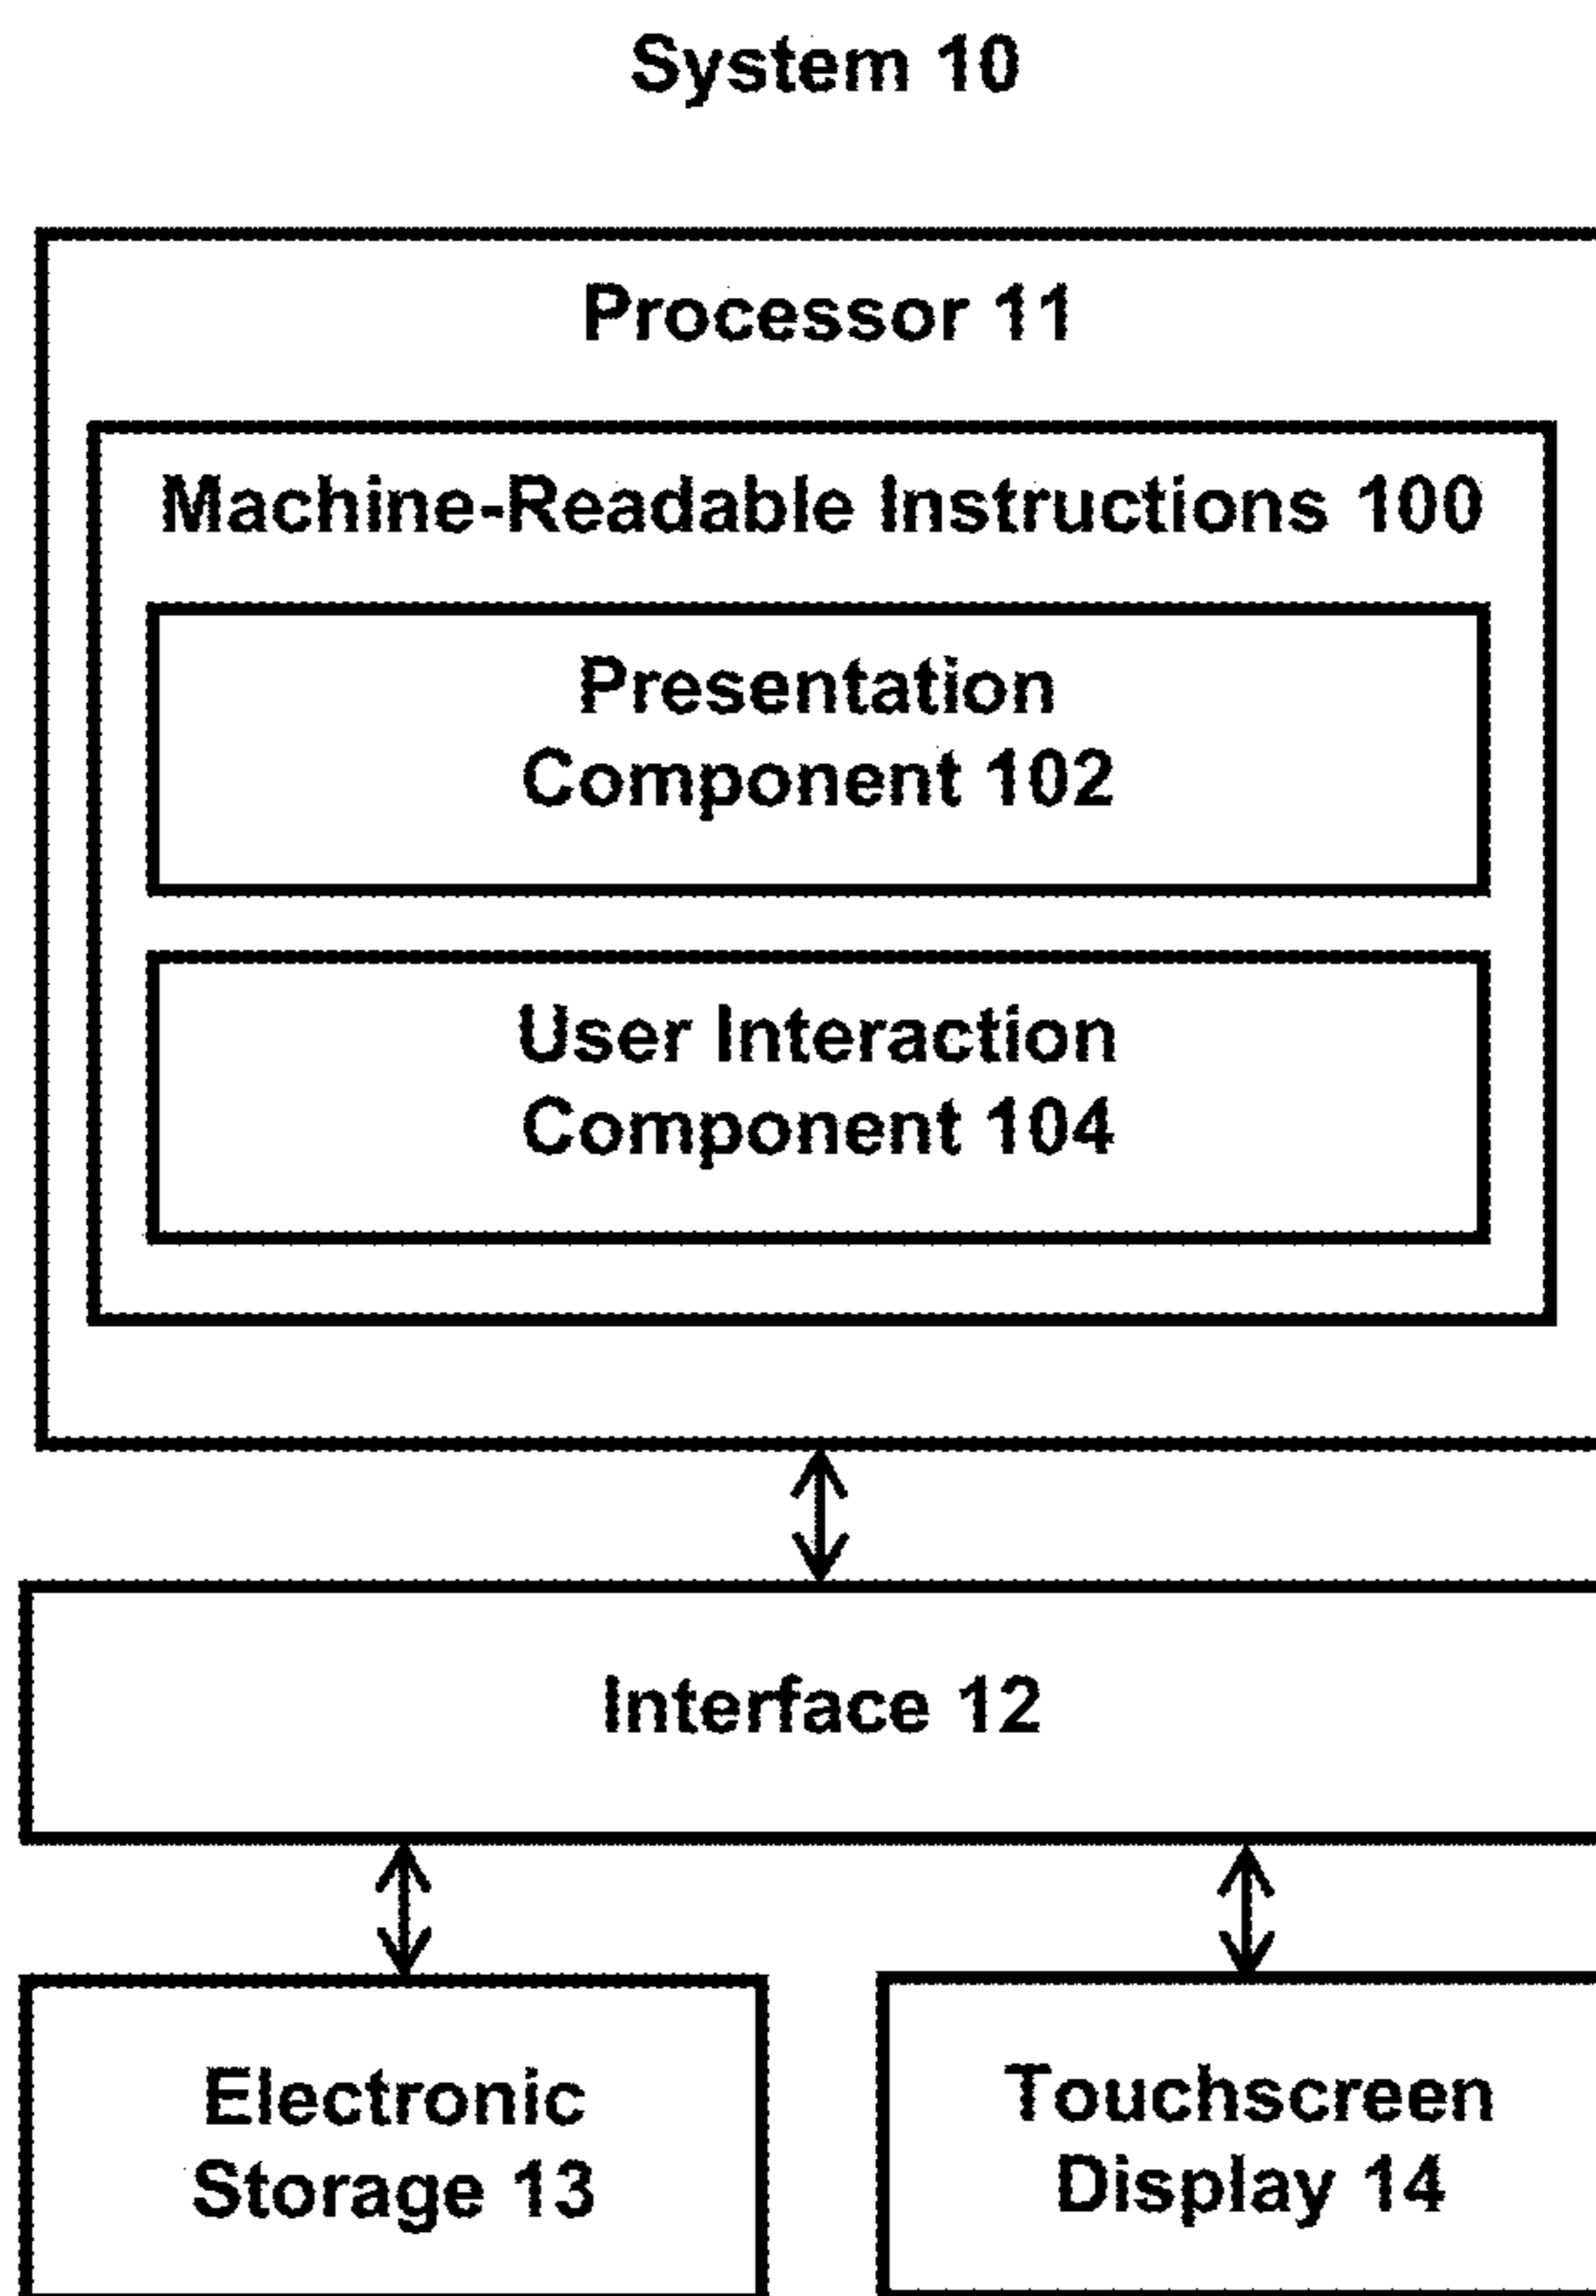 System 10
Processor 11
Machine-Readable Instructions 100
Presentation
Component 102
User Interaction
Component 104
Interface 12
Electronic
Storage 13
Touchscreen
Display 14